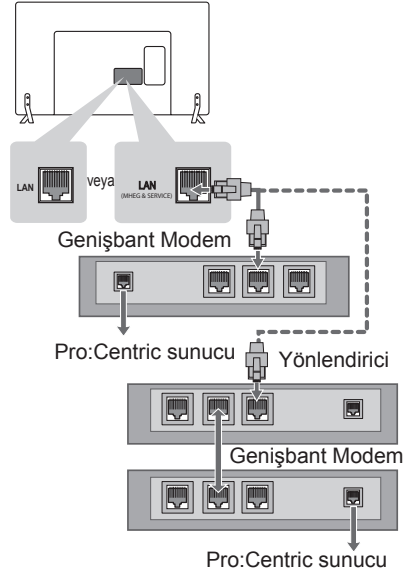 LAN
veya
LAN
(MHEG & SERVICE)
Genişbant Modem
Pro:Centric sunucu
Yönlendirici
Genişbant Modem
Pro:Centric sunucu